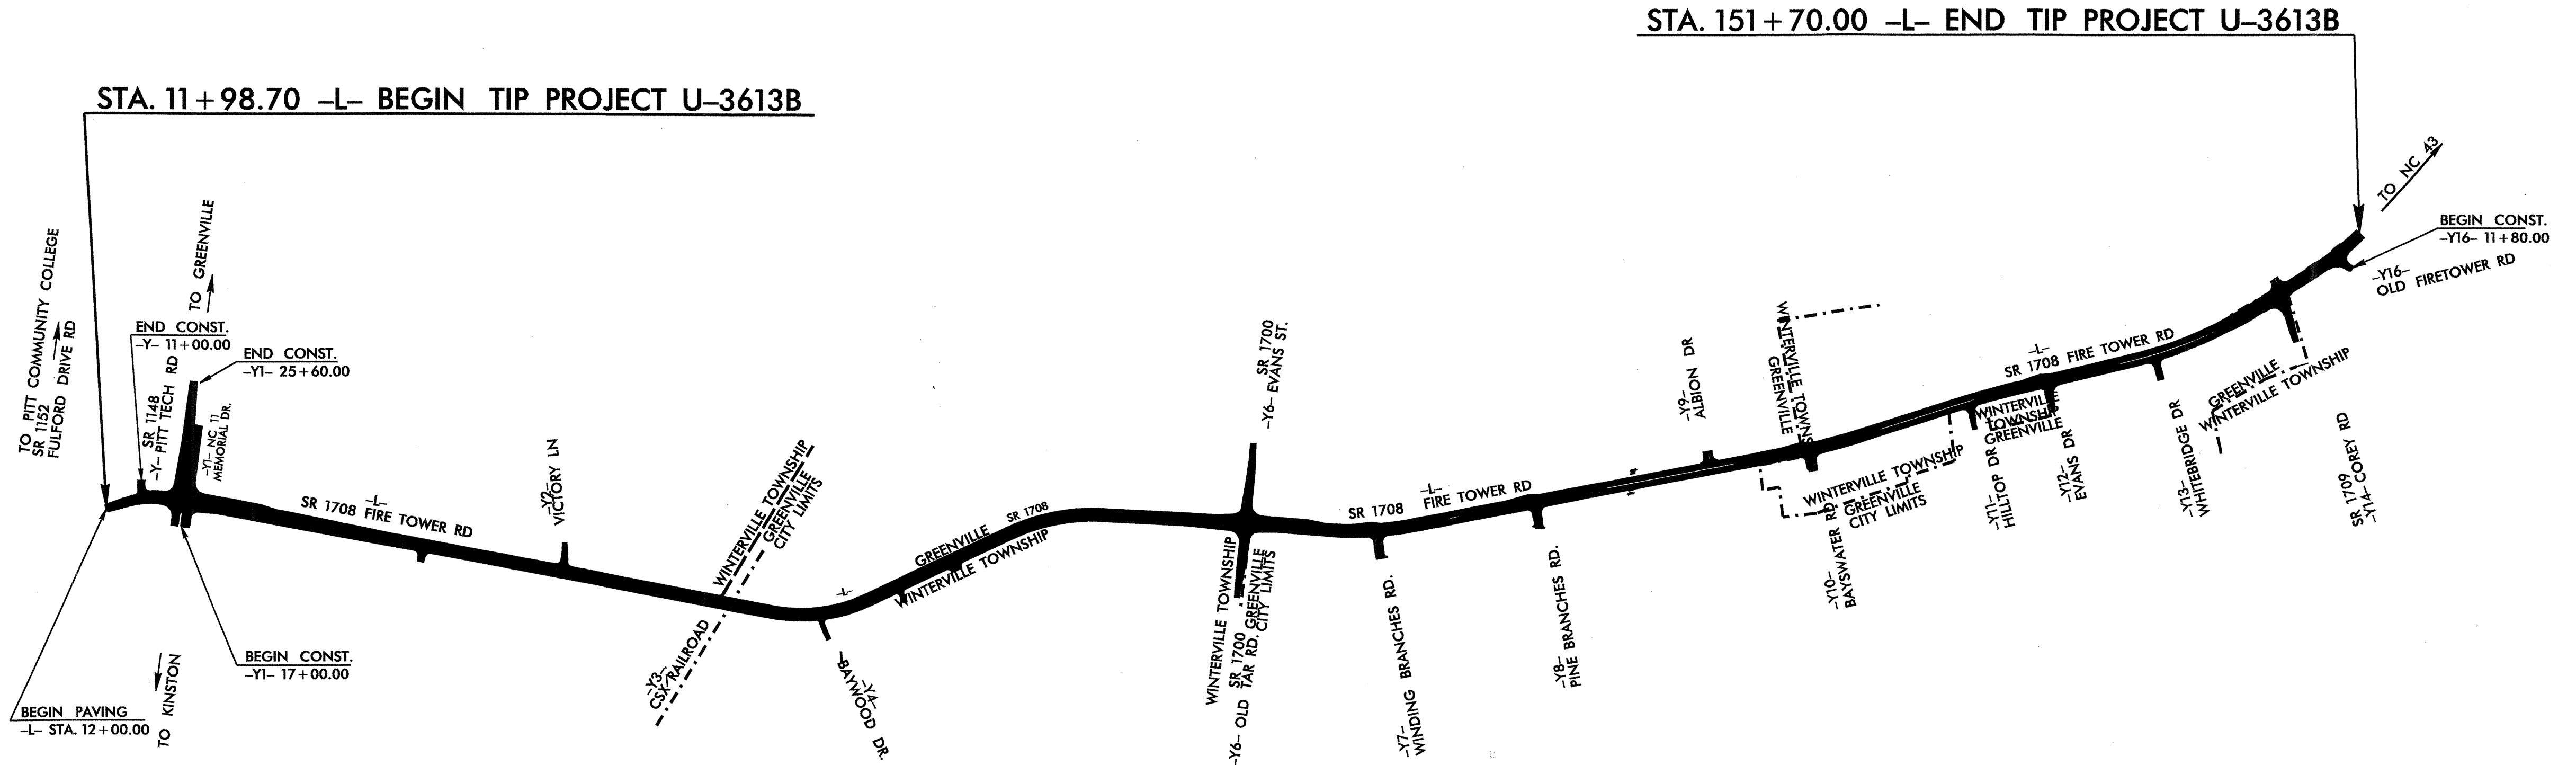 STA. 151+70.00 –L– END TIP PROJECT U–3613B
STA. 11+98.70 –L– BEGIN TIP PROJECT U–3613B
TO NC 43
BEGIN CONST.
–Y16– 11+80.00
–Y16–
OLD FIRETOWER RD
TO PITT COMMUNITY COLLEGE
SR 1152
FULFORD DRIVE RD
TO GREENVILLE
END CONST.
–Y– 11+00.00
SR 1148
–Y– PITT TECH RD
END CONST.
–Y1– 25+60.00
–Y1– NC 11
MEMORIAL DR.
–L–
SR 1708 FIRE TOWER RD
–Y2–
VICTORY LN
WINTERVILLE TOWNSHIP
GREENVILLE
CITY LIMITS
–Y3–
CSX/RAILROAD
BEGIN CONST.
–Y1– 17+00.00
BEGIN PAVING
–L– STA. 12+00.00
TO KINSTON
–L–
–Y4–
BAYWOOD DR.
GREENVILLE
WINTERVILLE TOWNSHIP
SR 1708
SR 1700
–Y6– EVANS ST.
WINTERVILLE TOWNSHIP
SR 1700
–Y6– OLD TAR RD.
GREENVILLE
CITY LIMITS
–L–
SR 1708 FIRE TOWER RD
–Y7–
WINDING BRANCHES RD.
–Y8–
PINE BRANCHES RD.
–Y9–
ALBION DR
WINTERVILLE TOWNS
GREENVILLE
WINTERVILLE TOWNSHIP
GREENVILLE
CITY LIMITS
–Y10–
BAYSWATER RD
–L–
SR 1708 FIRE TOWER RD
WINTERVILLE
TOWNSHIP
GREENVILLE
–Y11–
HILLTOP DR
–Y12–
EVANS DR
–Y13–
WHITEBRIDGE DR
GREENVILLE
WINTERVILLE TOWNSHIP
SR 1709
–Y14– COREY RD